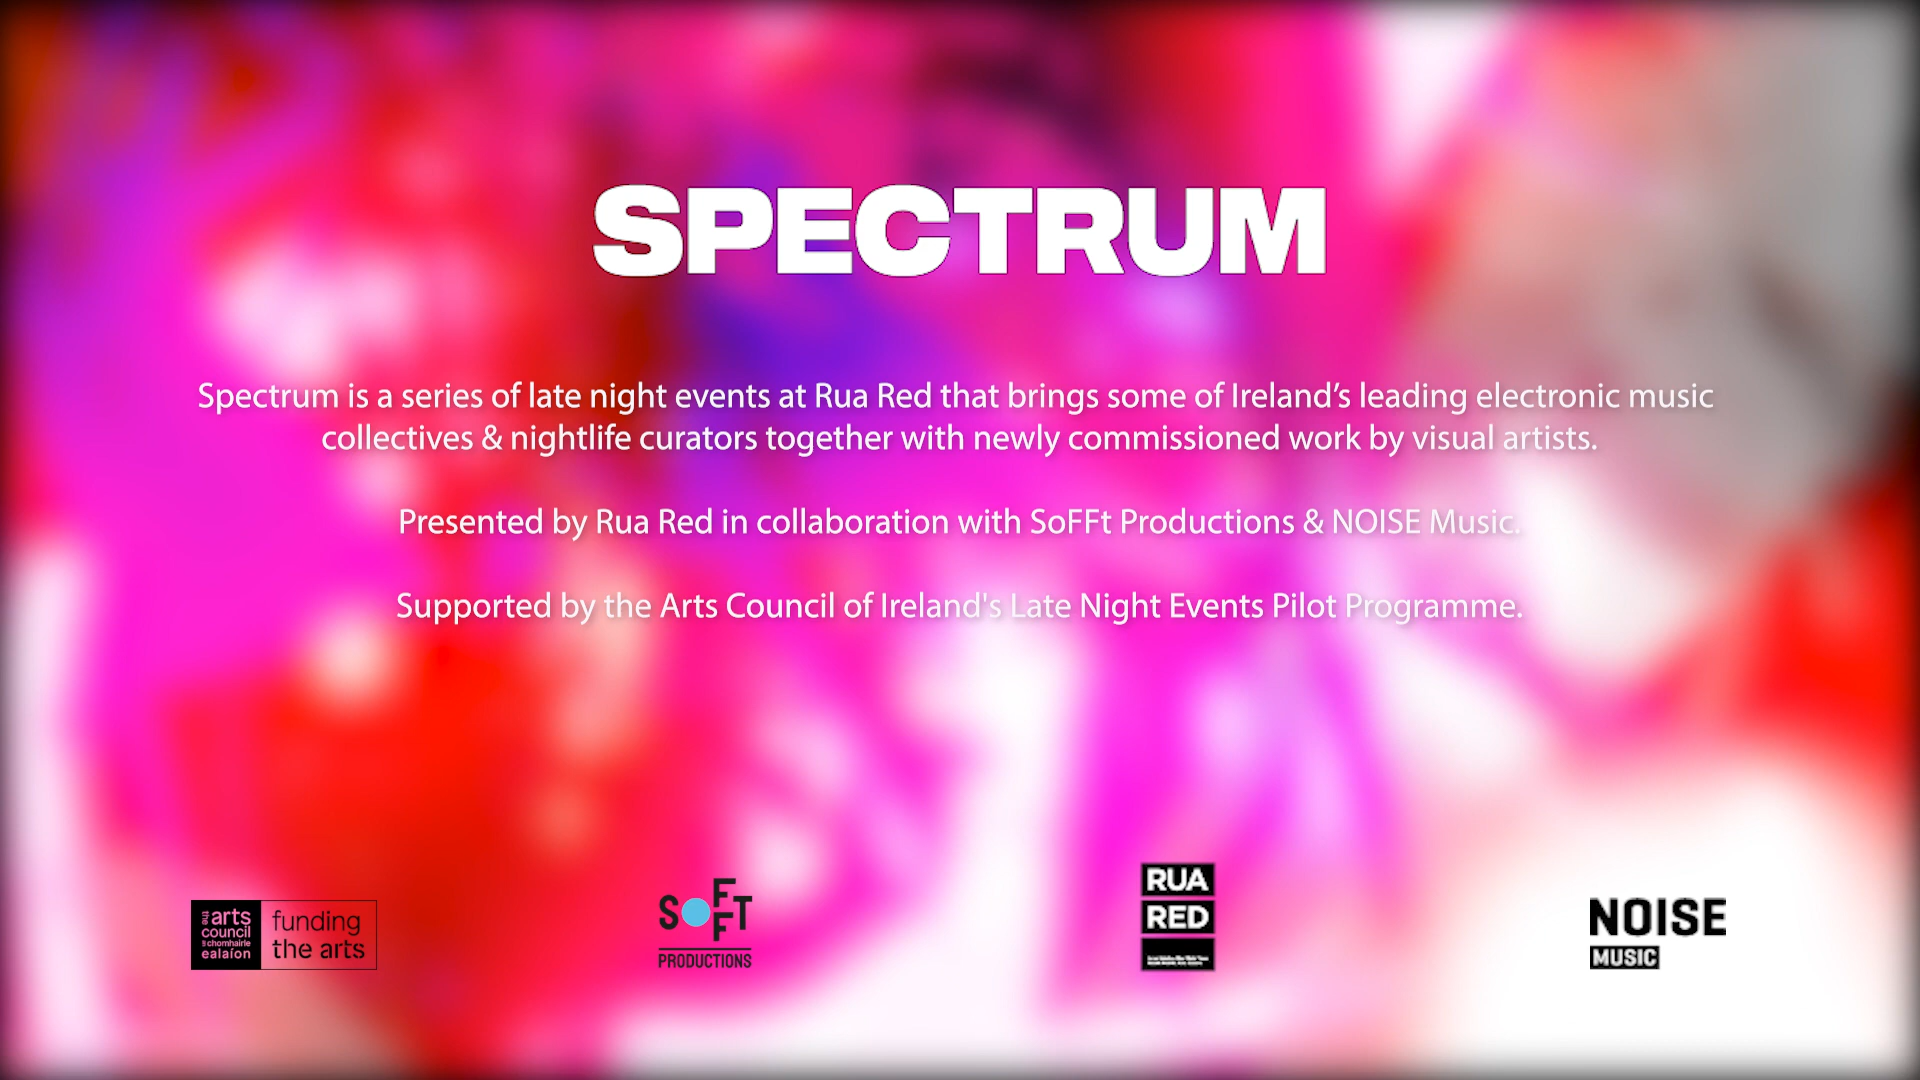 SPECTRUM
Spectrum is a series of late night events at Rua Red that brings some of Ireland’s leading electronic music
collectives & nightlife curators together with newly commissioned work by visual artists.
Presented by Rua Red in collaboration with SoFFt Productions & NOISE Music.
Supported by the Arts Council of Ireland's Late Night Events Pilot Programme.
the arts
council
chomhairle
ealaíon
funding
the arts
SOFFT
PRODUCTIONS
RUA
RED
NOISE
MUSIC